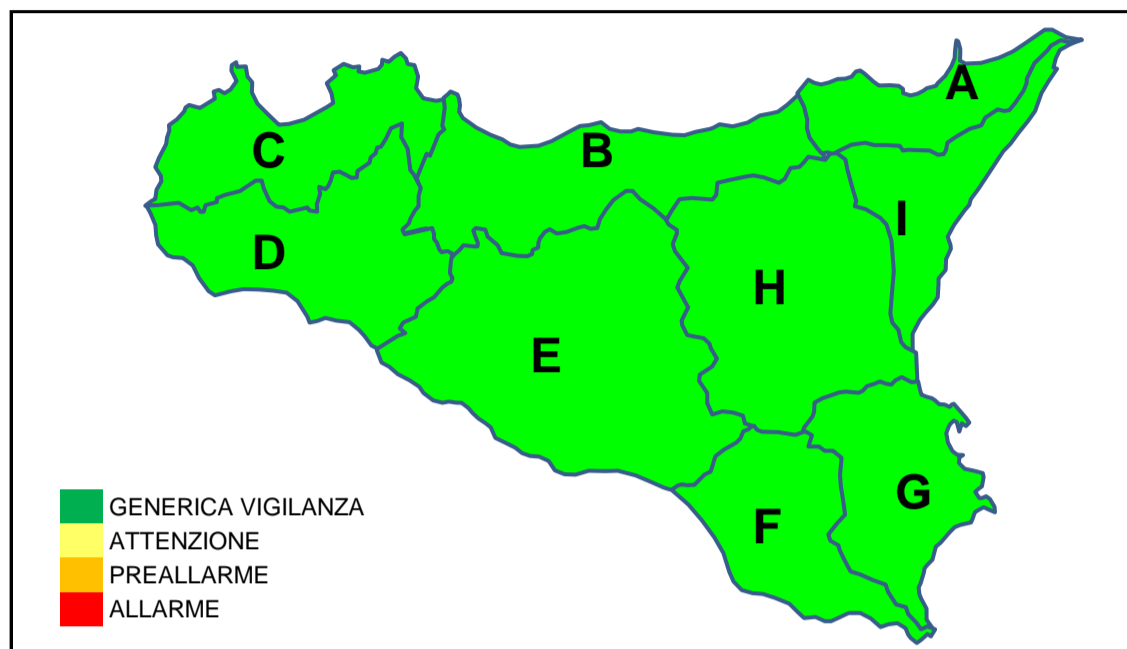 A
B
C
I
D
H
E
G
F
GENERICA VIGILANZA
ATTENZIONE
PREALLARME
ALLARME